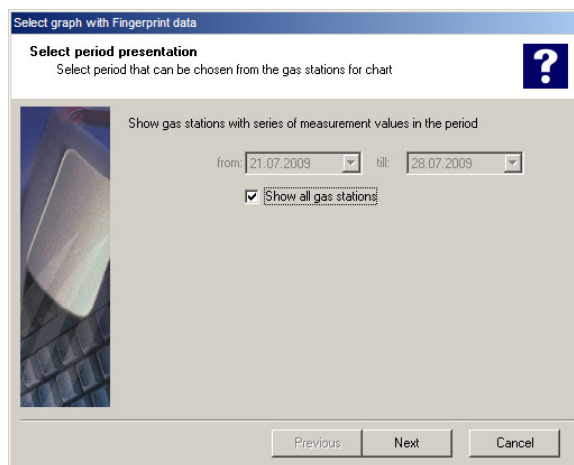 Select graph with Fingerprint data
Select period presentation
Select period that can be chosen from the gas stations for chart
?
Show gas stations with series of measurement values in the period
from: 21.07.2009 till: 28.07.2009
Show all gas stations
Previous Next Cancel